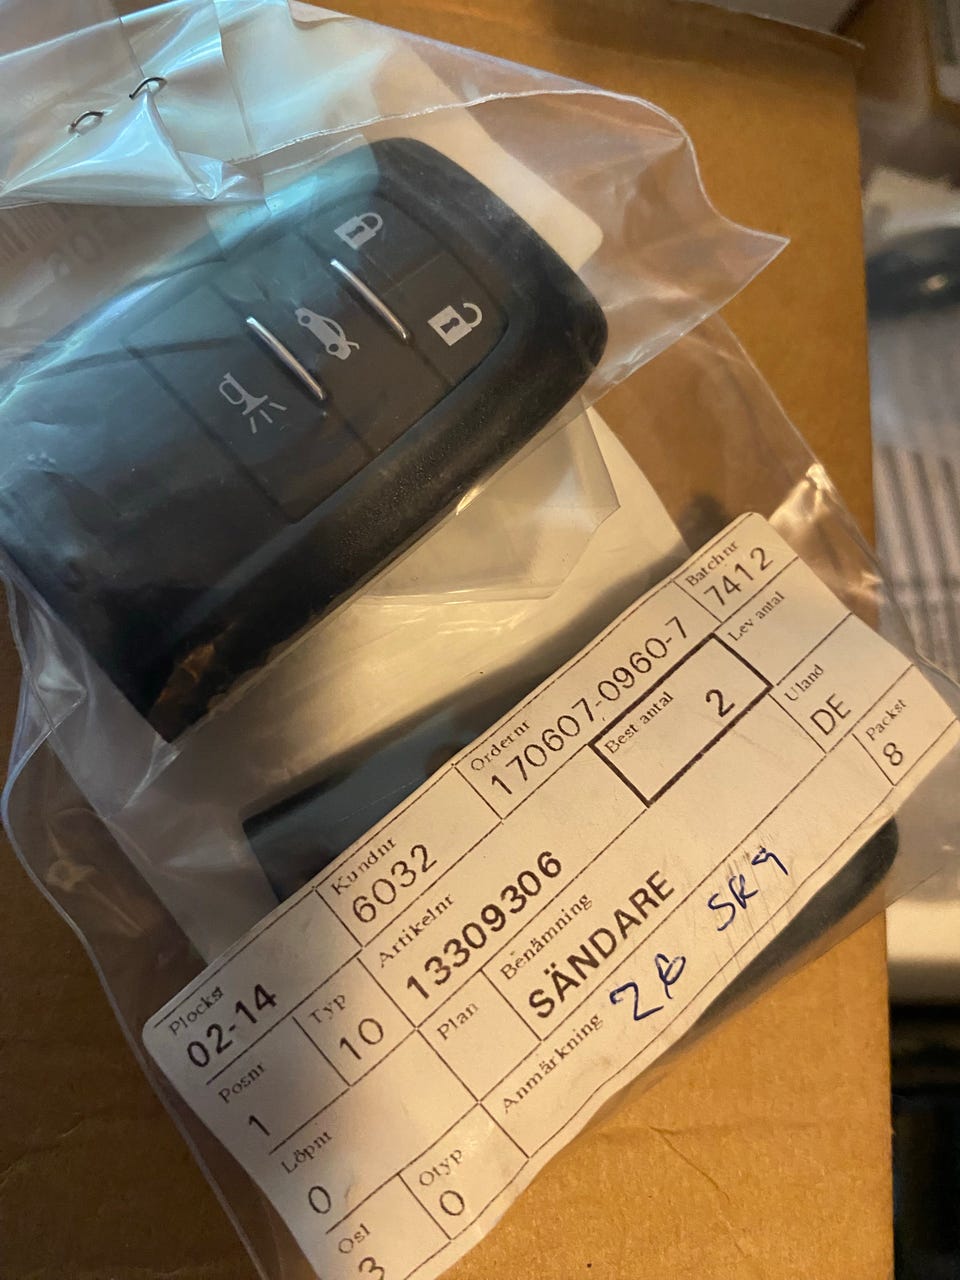 Plockst
02-14
Kundnr
6032
Ordernr
170607-0960-7
Batchnr
7412
Posnr
1
Typ
10
Artikelnr
13309306
Best antal
2
Lev antal
Löpnr
0
Plan
Benämning
SÄNDARE
U land
DE
Osl
3
Otyp
0
Anmärkning
Packst
8